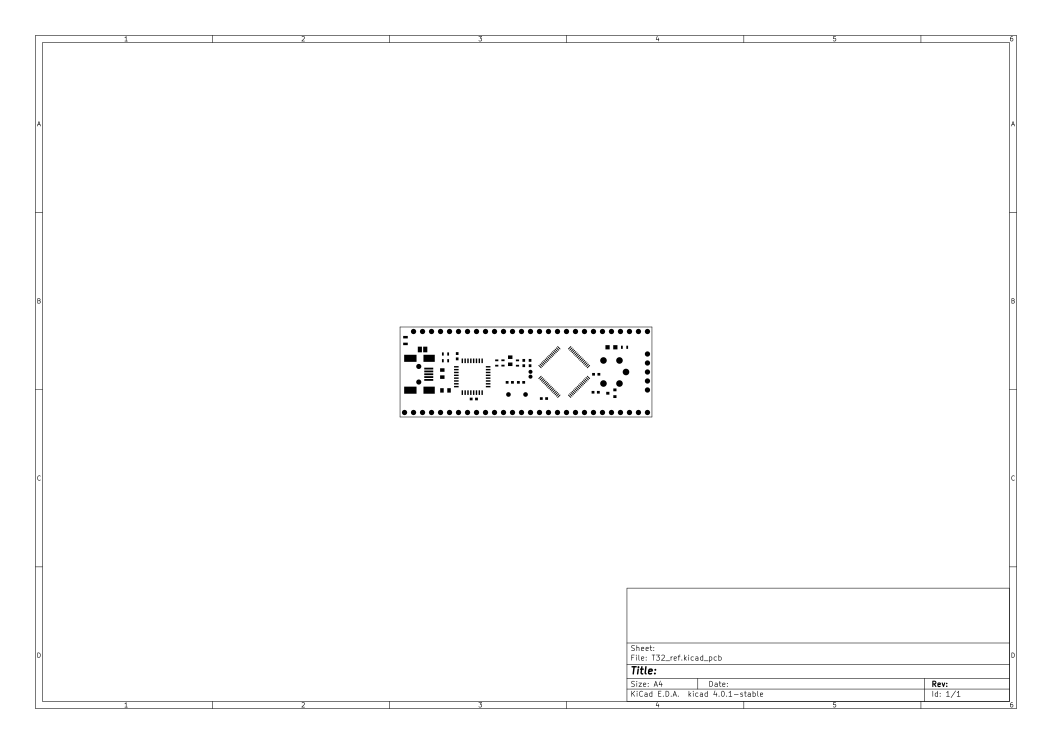 1 2 3 4 5 6
A A
B B
C C
D D
Sheet:
File: T32_ref.kicad_pcb
Title:
Size: A4 Date: Rev:
KiCad E.D.A. kicad 4.0.1-stable Id: 1/1
1 2 3 4 5 6